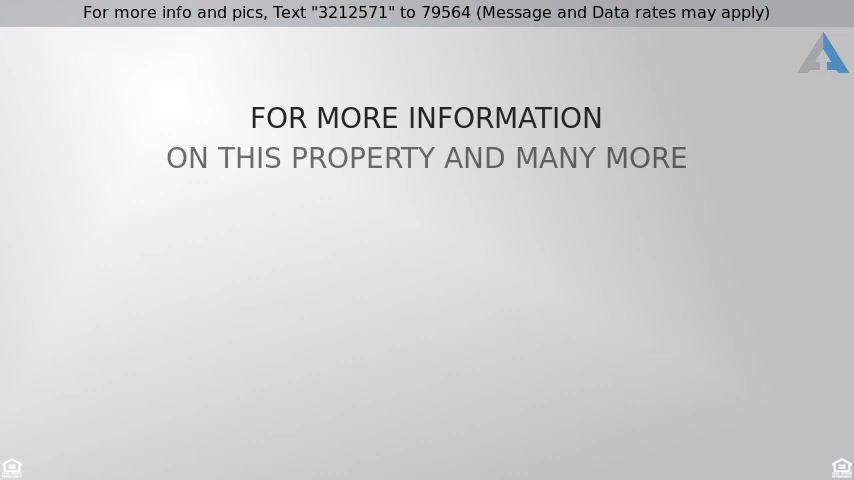 For more info and pics, Text "3212571" to 79564 (Message and Data rates may apply)
FOR MORE INFORMATION
ON THIS PROPERTY AND MANY MORE